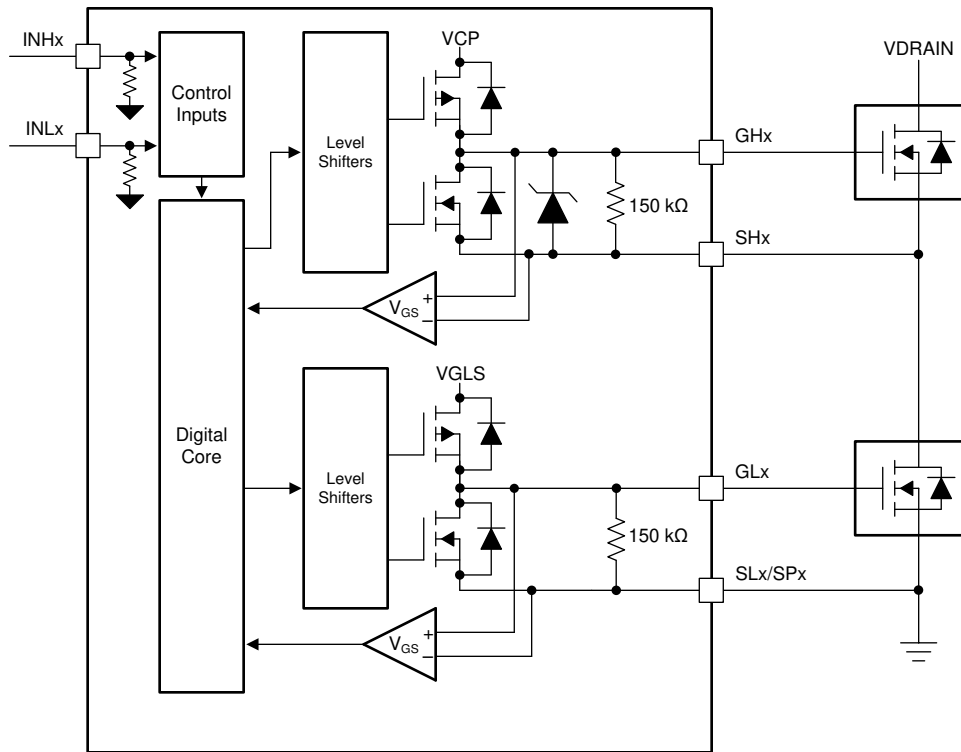 INHx
INLx
Control
Inputs
Level
Shifters
VCP
VDRAIN
GHx
150 kΩ
SHx
VGS
+
−
Digital
Core
Level
Shifters
VGLS
GLx
150 kΩ
SLx/SPx
VGS
+
−